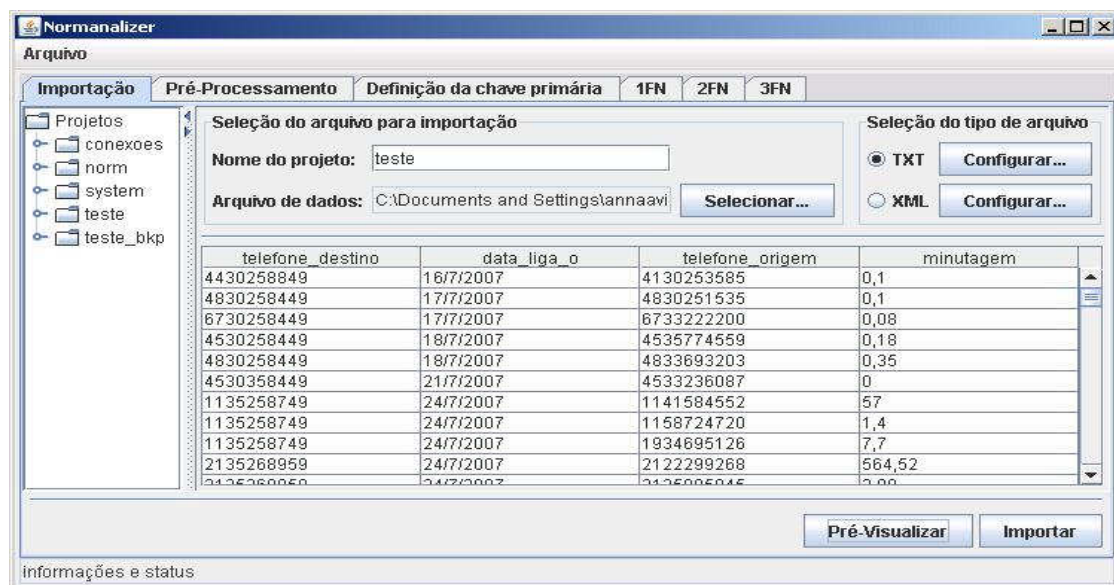 Normanalizer
Arquivo
Importação Pré-Processamento Definição da chave primária 1FN 2FN 3FN
Projetos
conexoes
norm
system
teste
teste_bkp
Seleção do arquivo para importação
Nome do projeto: teste
Arquivo de dados: C:\Documents and Settings\annaavi Selecionar...
Seleção do tipo de arquivo
TXT Configurar...
XML Configurar...
telefone_destino data_liga_o telefone_origem minutagem
4430258849 16/7/2007 4130253585 0,1
4830258449 17/7/2007 4830251535 0,1
6730258449 17/7/2007 6733222200 0,08
4530258449 18/7/2007 4535774559 0,18
4830258449 18/7/2007 4833693203 0,35
4530358449 21/7/2007 4533236087 0
1135258749 24/7/2007 1141584552 57
1135258749 24/7/2007 1158724720 1,4
1135258749 24/7/2007 1934695126 7,7
2135268959 24/7/2007 2122299268 564,52
Pré-Visualizar Importar
informações e status